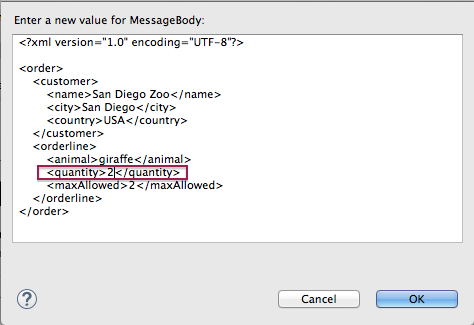 Enter a new value for MessageBody:
<?xml version="1.0" encoding="UTF-8"?>
<order>
<customer>
<name>San Diego Zoo</name>
<city>San Diego</city>
<country>USA</country>
</customer>
<orderline>
<animal>giraffe</animal>
<quantity>2</quantity>
<maxAllowed>2</maxAllowed>
</orderline>
</order>
?
Cancel
OK